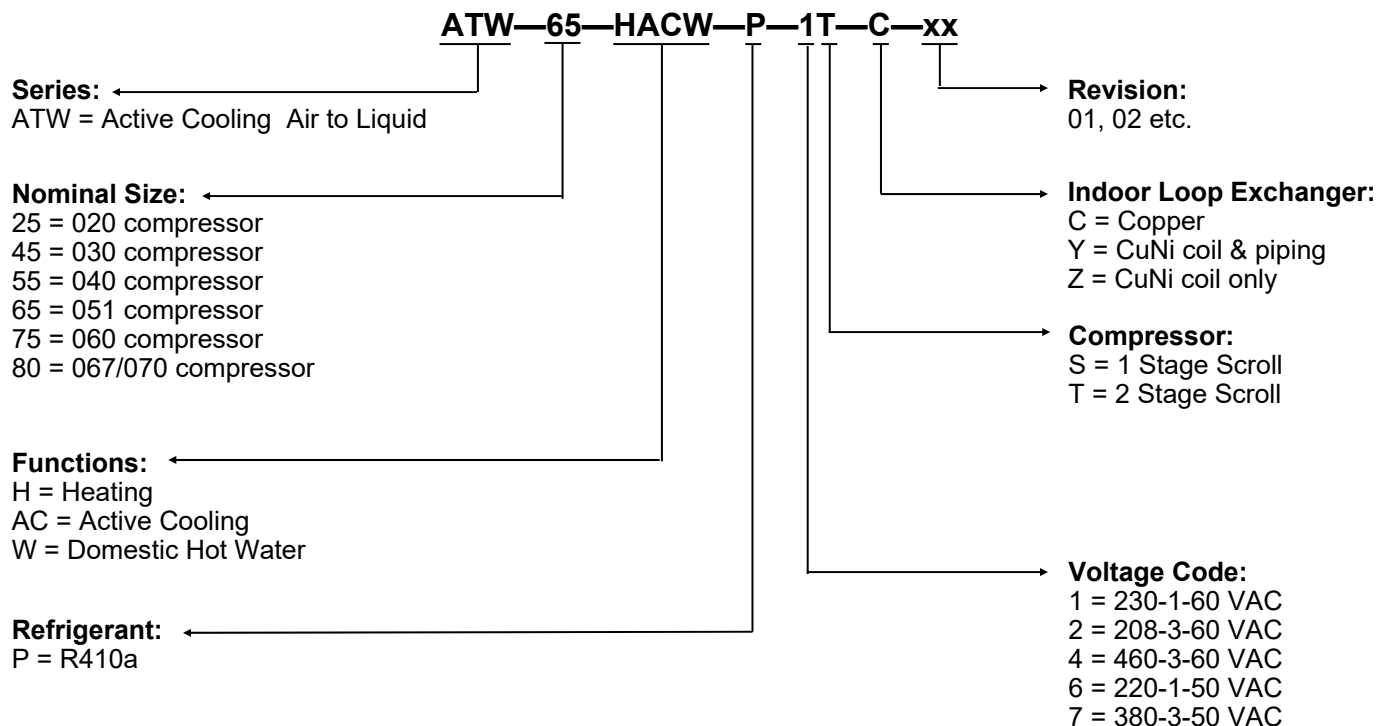 ATW—65—HACW—P—1T—C—xx
Series:
ATW = Active Cooling Air to Liquid
Nominal Size:
25 = 020 compressor
45 = 030 compressor
55 = 040 compressor
65 = 051 compressor
75 = 060 compressor
80 = 067/070 compressor
Functions:
H = Heating
AC = Active Cooling
W = Domestic Hot Water
Refrigerant:
P = R410a
Revision:
01, 02 etc.
Indoor Loop Exchanger:
C = Copper
Y = CuNi coil & piping
Z = CuNi coil only
Compressor:
S = 1 Stage Scroll
T = 2 Stage Scroll
Voltage Code:
1 = 230-1-60 VAC
2 = 208-3-60 VAC
4 = 460-3-60 VAC
6 = 220-1-50 VAC
7 = 380-3-50 VAC